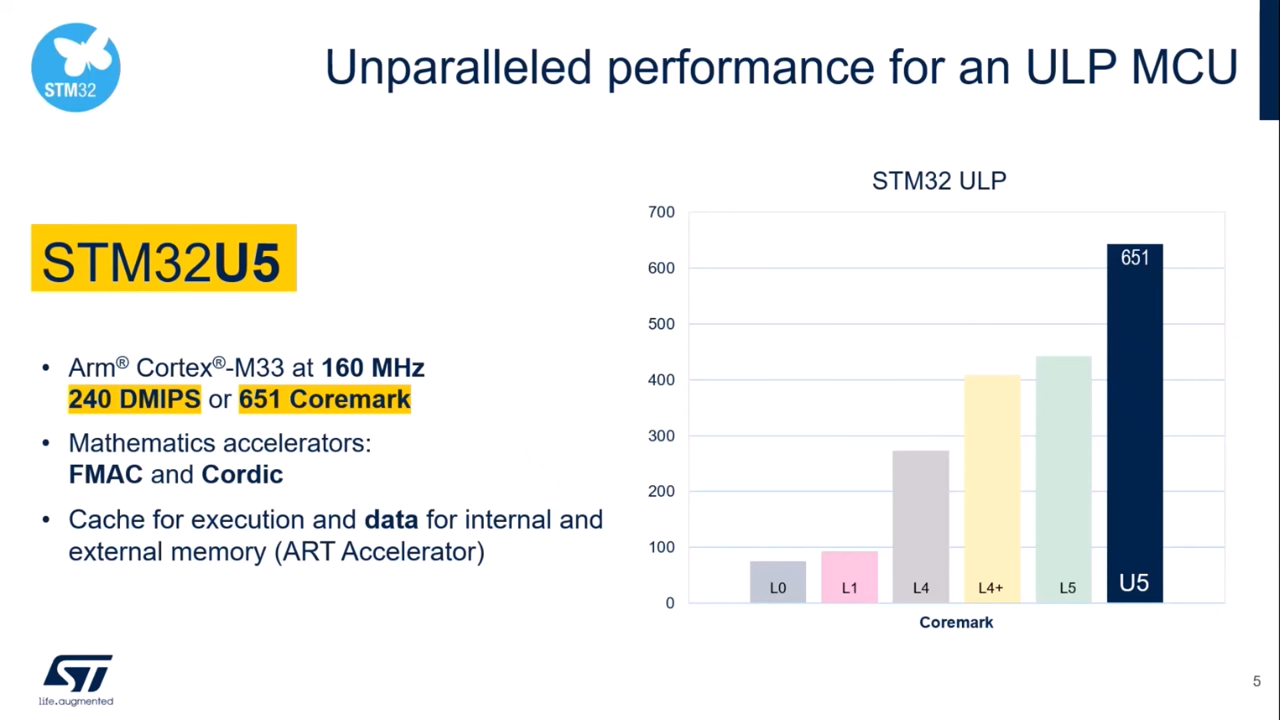 STM32
Unparalleled performance for an ULP MCU
STM32U5
• Arm® Cortex®-M33 at 160 MHz
240 DMIPS or 651 Coremark
• Mathematics accelerators:
FMAC and Cordic
• Cache for execution and data for internal and
external memory (ART Accelerator)
STM32 ULP
700
600
500
400
300
200
100
0
651
L0 L1 L4 L4+ L5 U5
Coremark
ST
life.augmented
5